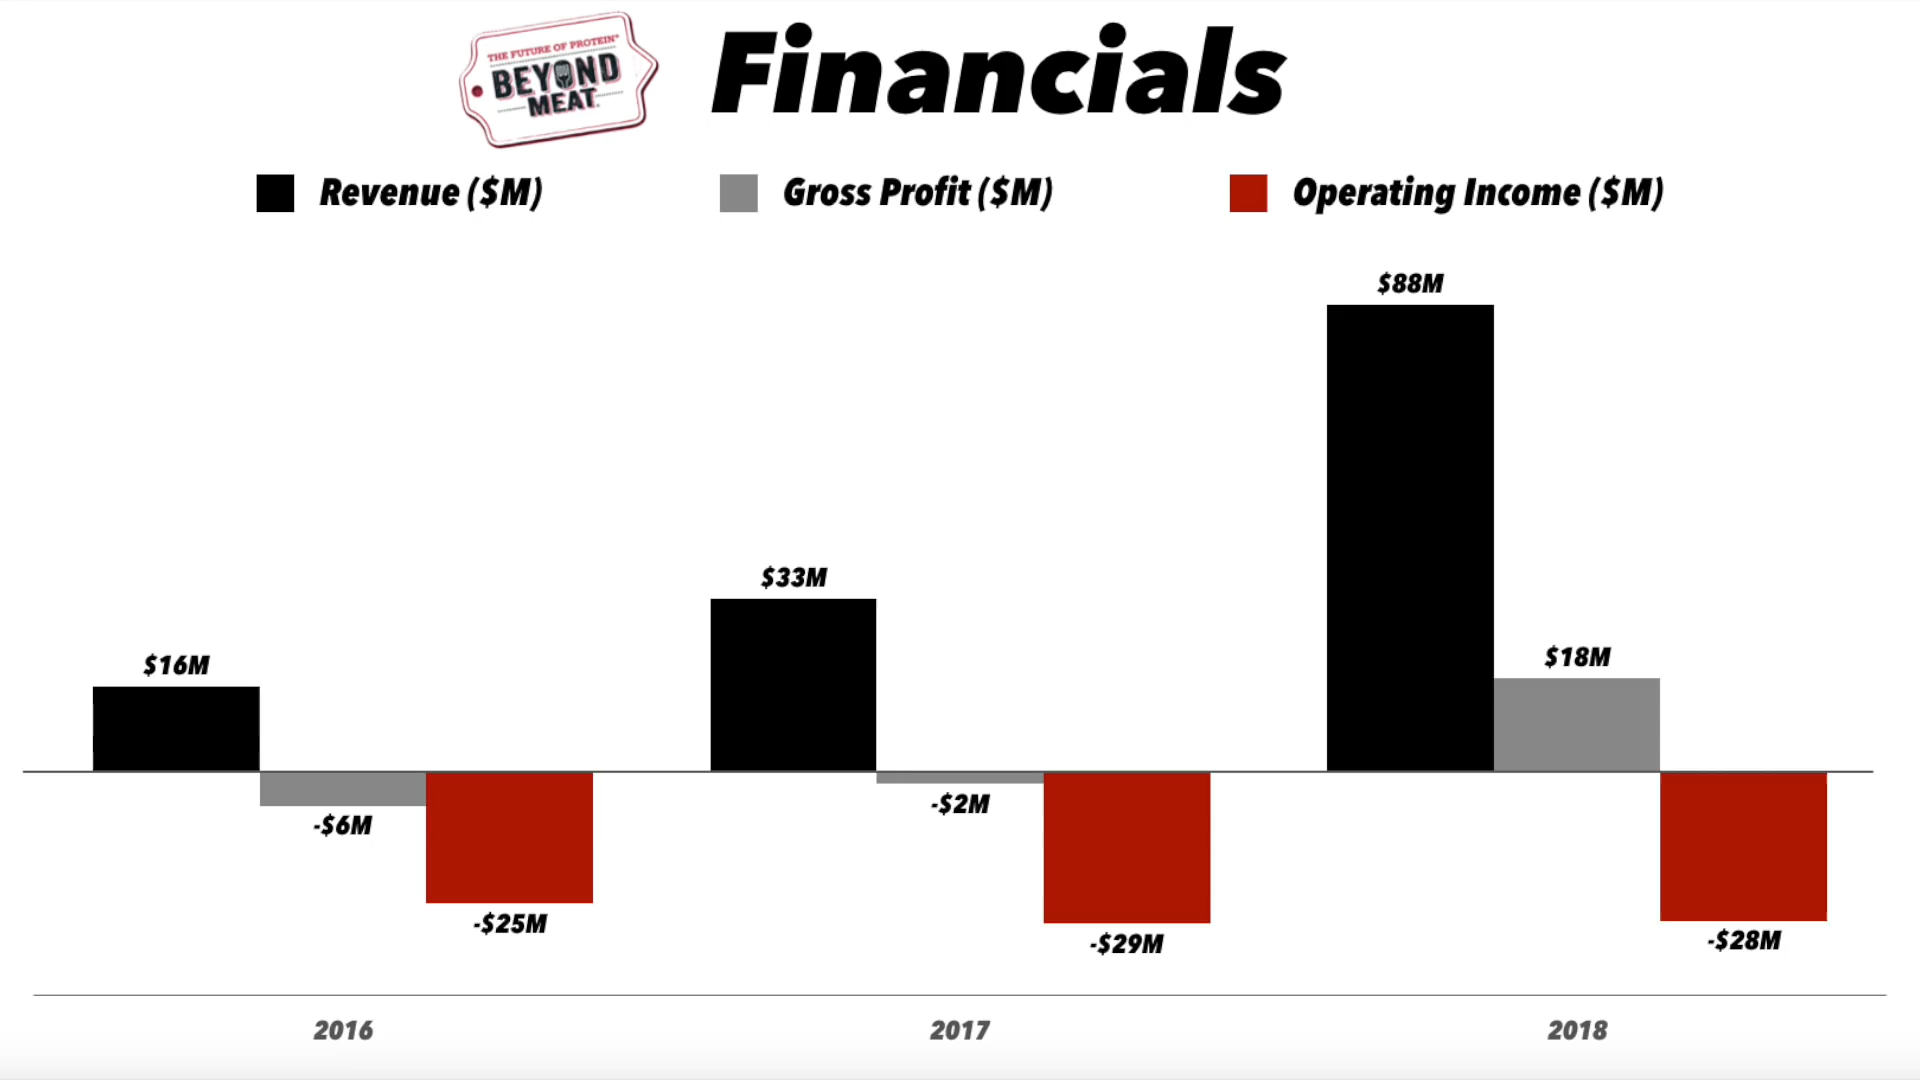 THE FUTURE OF PROTEIN®
BEYOND
MEAT
Financials
Revenue ($M)
Gross Profit ($M)
Operating Income ($M)
$88M
$33M
$16M
$18M
-$6M
-$2M
-$25M
-$29M
-$28M
2016
2017
2018